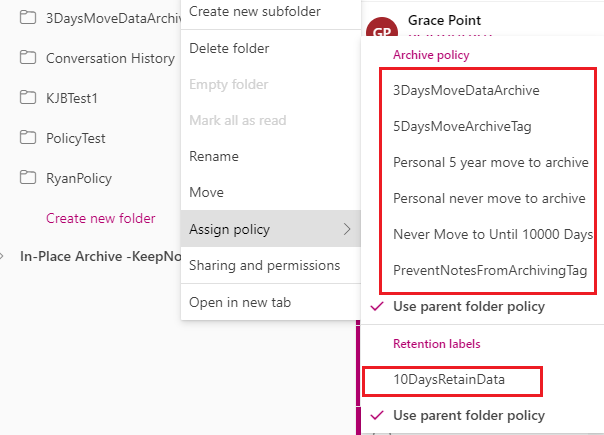 3DaysMoveDataArchiv
Conversation History
KJBTest1
PolicyTest
RyanPolicy
Create new folder
In-Place Archive -KeepNo
Create new subfolder
Delete folder
Empty folder
Mark all as read
Rename
Move
Assign policy
Sharing and permissions
Open in new tab
Grace Point
GP
Archive policy
3DaysMoveDataArchive
5DaysMoveArchiveTag
Personal 5 year move to archive
Personal never move to archive
Never Move to Until 10000 Days
PreventNotesFromArchivingTag
Use parent folder policy
Retention labels
10DaysRetainData
Use parent folder policy